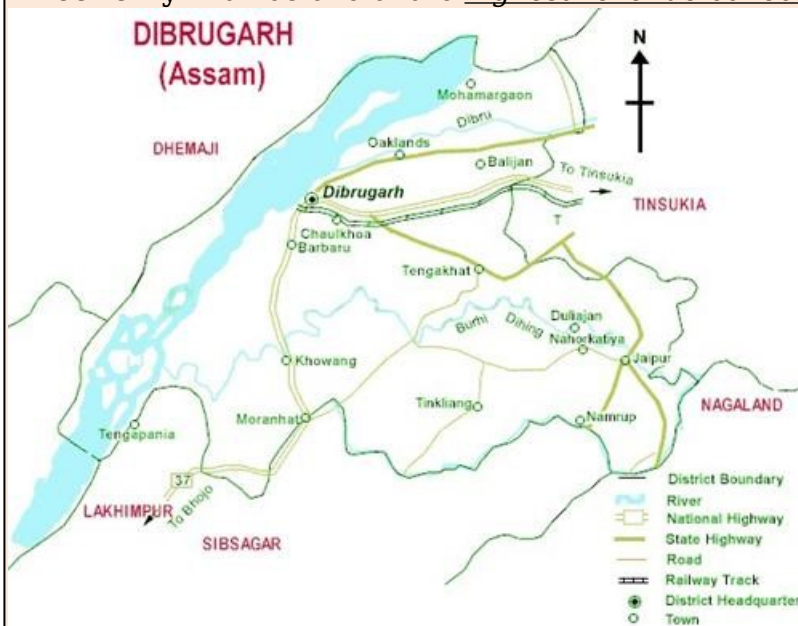 DIBRUGARH
(Assam)
N
Mohamargaon
Dibru
DHEMAJI
Oaklands
Balijan
To Tinsukia
Dibrugarh
TINSUKIA
T
Chaulkhoa
Barbaru
Tengakhat
Burhi Dihing
Duliajan
Nahorkatiya
Khowang
Jaipur
NAGALAND
Tinkliang
Moranhat
Namrup
Tengapania
37
LAKHIMPUR
To Bhojo
SIBSAGAR
District Boundary
River
National Highway
State Highway
Road
Railway Track
District Headquarter
Town